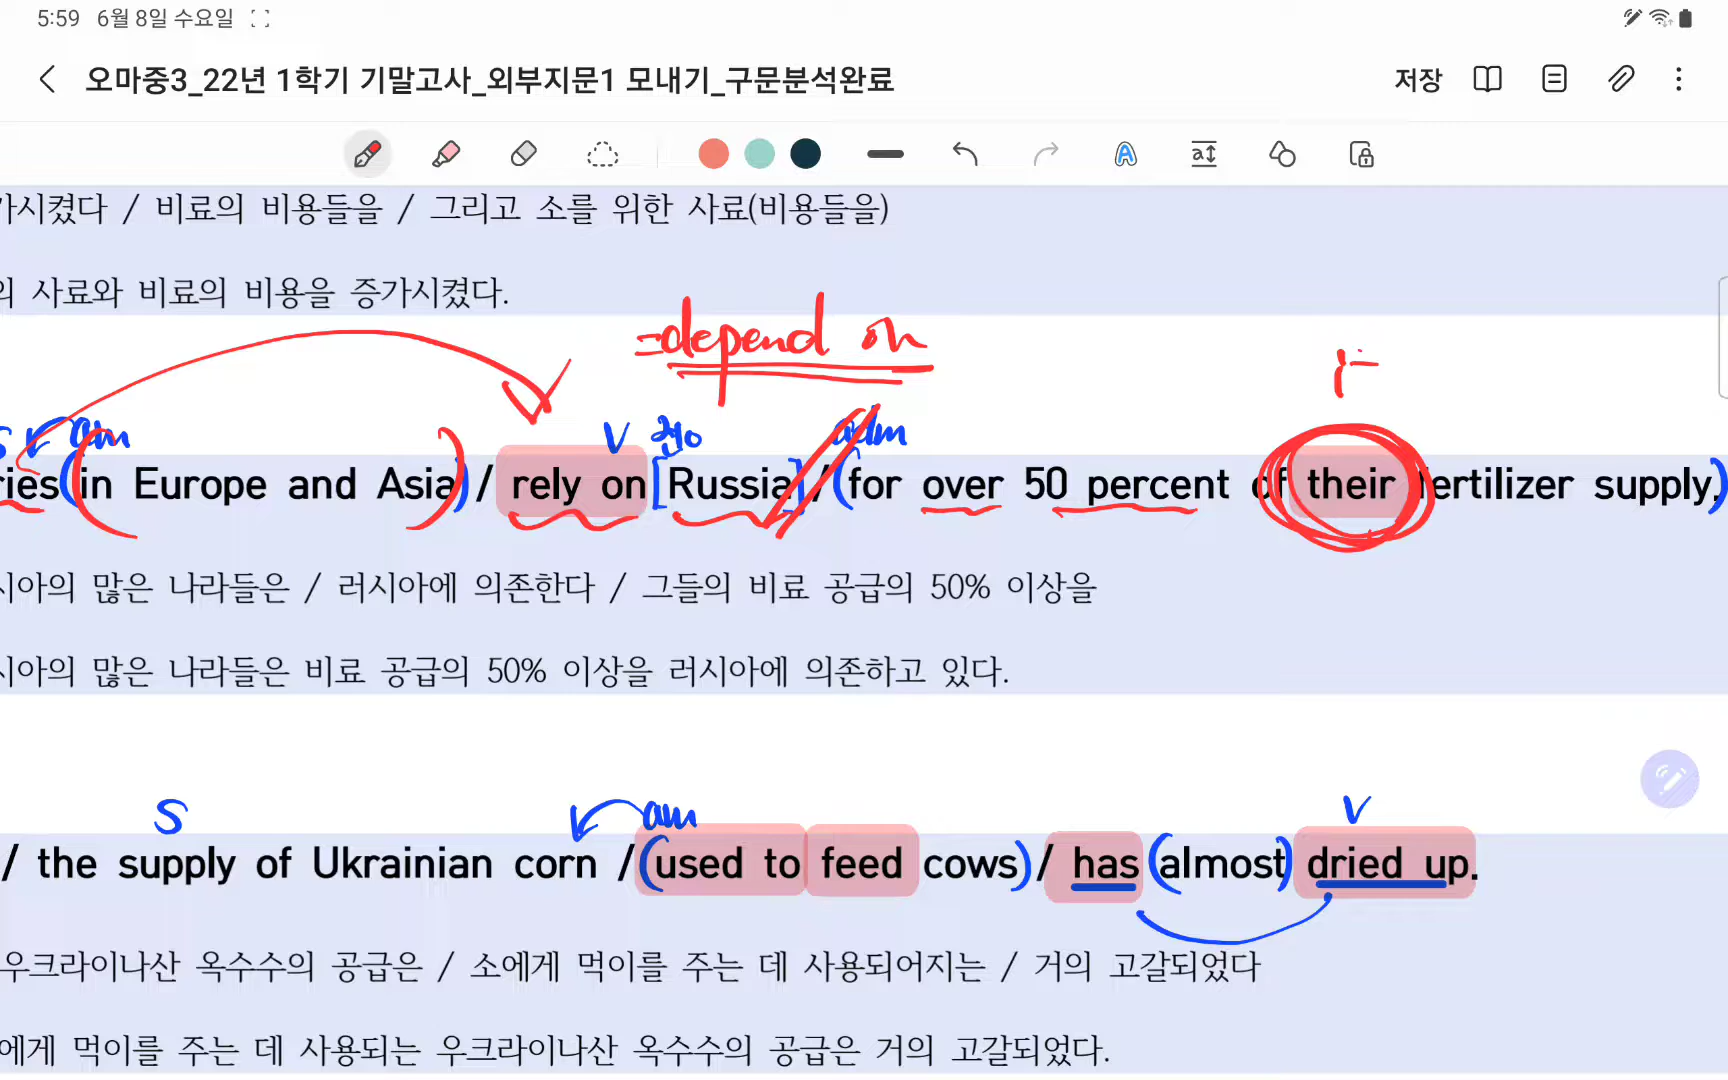 5:59 6월 8일 수요일
오마중3_22년 1학기 기말고사_외부지문1 모내기_구문분석완료
저장
가시켰다 / 비료의 비용들을 / 그리고 소를 위한 사료(비용들을)
의 사료와 비료의 비용을 증가시켰다.
=depend on
s am v 전o adm
ries (in Europe and Asia) / rely on [Russia] / (for over 50 percent of their fertilizer supply.)
시아의 많은 나라들은 / 러시아에 의존한다 / 그들의 비료 공급의 50% 이상을
시아의 많은 나라들은 비료 공급의 50% 이상을 러시아에 의존하고 있다.
S am v
/ the supply of Ukrainian corn / (used to feed cows) / has (almost) dried up.
우크라이나산 옥수수의 공급은 / 소에게 먹이를 주는 데 사용되어지는 / 거의 고갈되었다
에게 먹이를 주는 데 사용되는 우크라이나산 옥수수의 공급은 거의 고갈되었다.